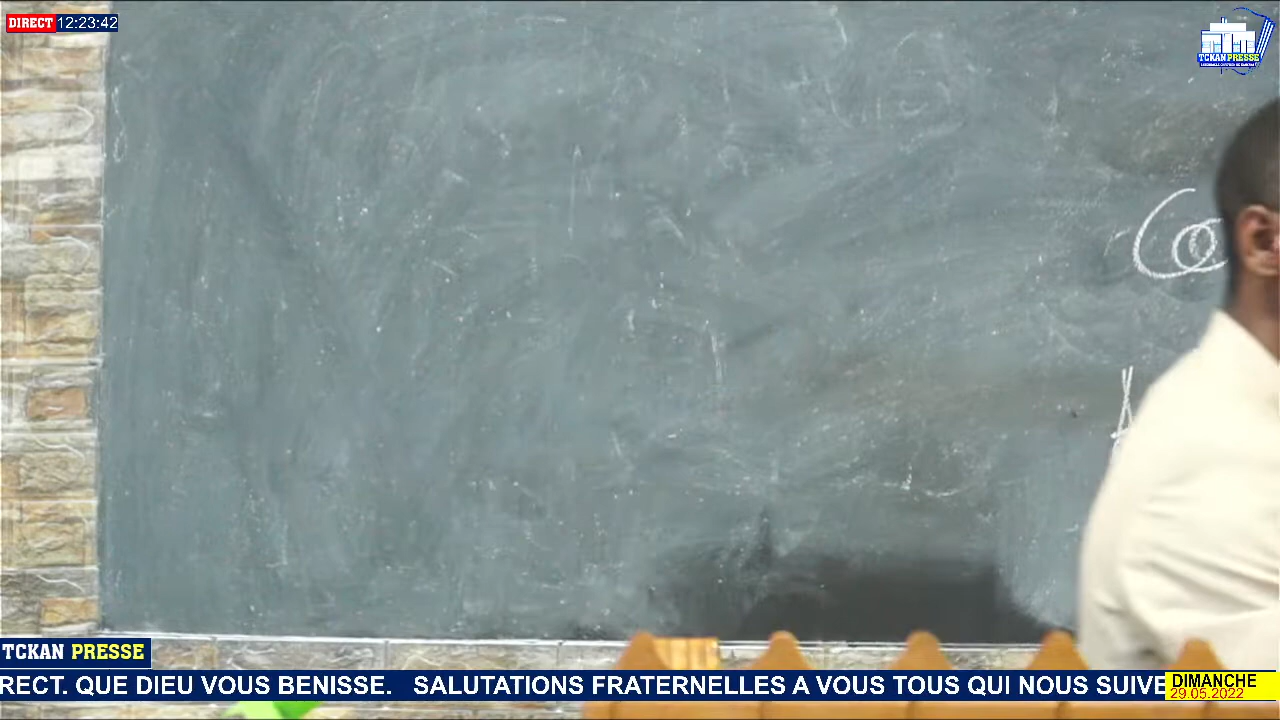 DIRECT 12:23:42
TCKAN PRESSE
Co
A
TCKAN PRESSE
RECT. QUE DIEU VOUS BENISSE. SALUTATIONS FRATERNELLES A VOUS TOUS QUI NOUS SUIVE
DIMANCHE
29.05.2022